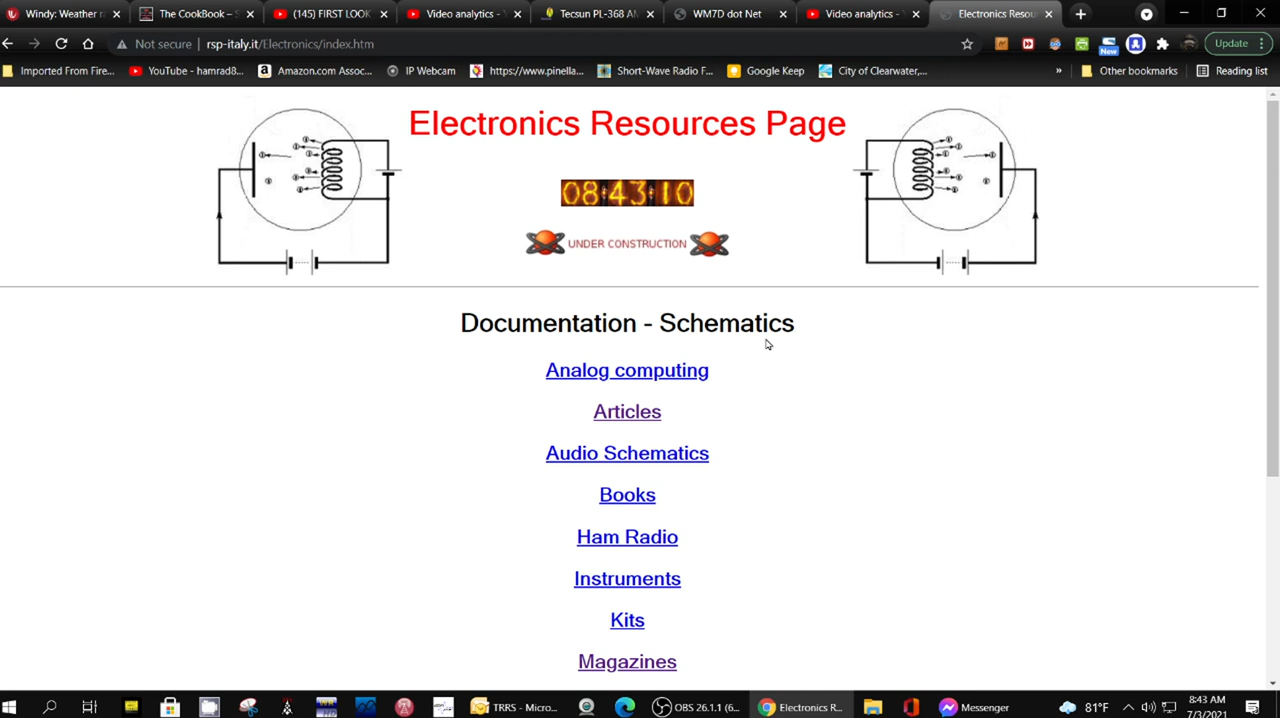 Windy: Weather r
The CookBook – S
(145) FIRST LOOK
Video analytics - Y
Tecsun PL-368 AM
WM7D dot Net
Video analytics - Y
Electronics Resou
Not secure
rsp-italy.it/Electronics/index.htm
New
Update
Imported From Fire...
YouTube - hamrad8...
Amazon.com Assoc...
IP Webcam
https://www.pinella...
Short-Wave Radio F...
Google Keep
City of Clearwater,...
»
Other bookmarks
Reading list
Electronics Resources Page
08:43:10
UNDER CONSTRUCTION
Documentation - Schematics
Analog computing
Articles
Audio Schematics
Books
Ham Radio
Instruments
Kits
Magazines
TRRS - Micro...
OBS 26.1.1 (6...
Electronics R...
Messenger
81°F
8:43 AM
7/3/2021